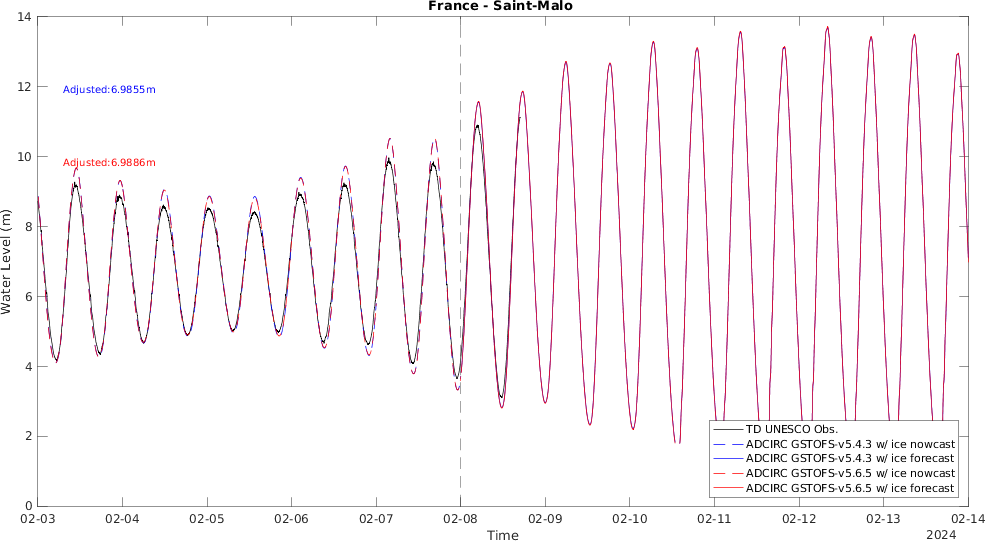 France - Saint-Malo
14
12
10
8
6
4
2
0
Water Level (m)
Adjusted:6.9855m
Adjusted:6.9886m
TD UNESCO Obs.
ADCIRC GSTOFS-v5.4.3 w/ ice nowcast
ADCIRC GSTOFS-v5.4.3 w/ ice forecast
ADCIRC GSTOFS-v5.6.5 w/ ice nowcast
ADCIRC GSTOFS-v5.6.5 w/ ice forecast
02-03 02-04 02-05 02-06 02-07 02-08 02-09 02-10 02-11 02-12 02-13 02-14
Time
2024